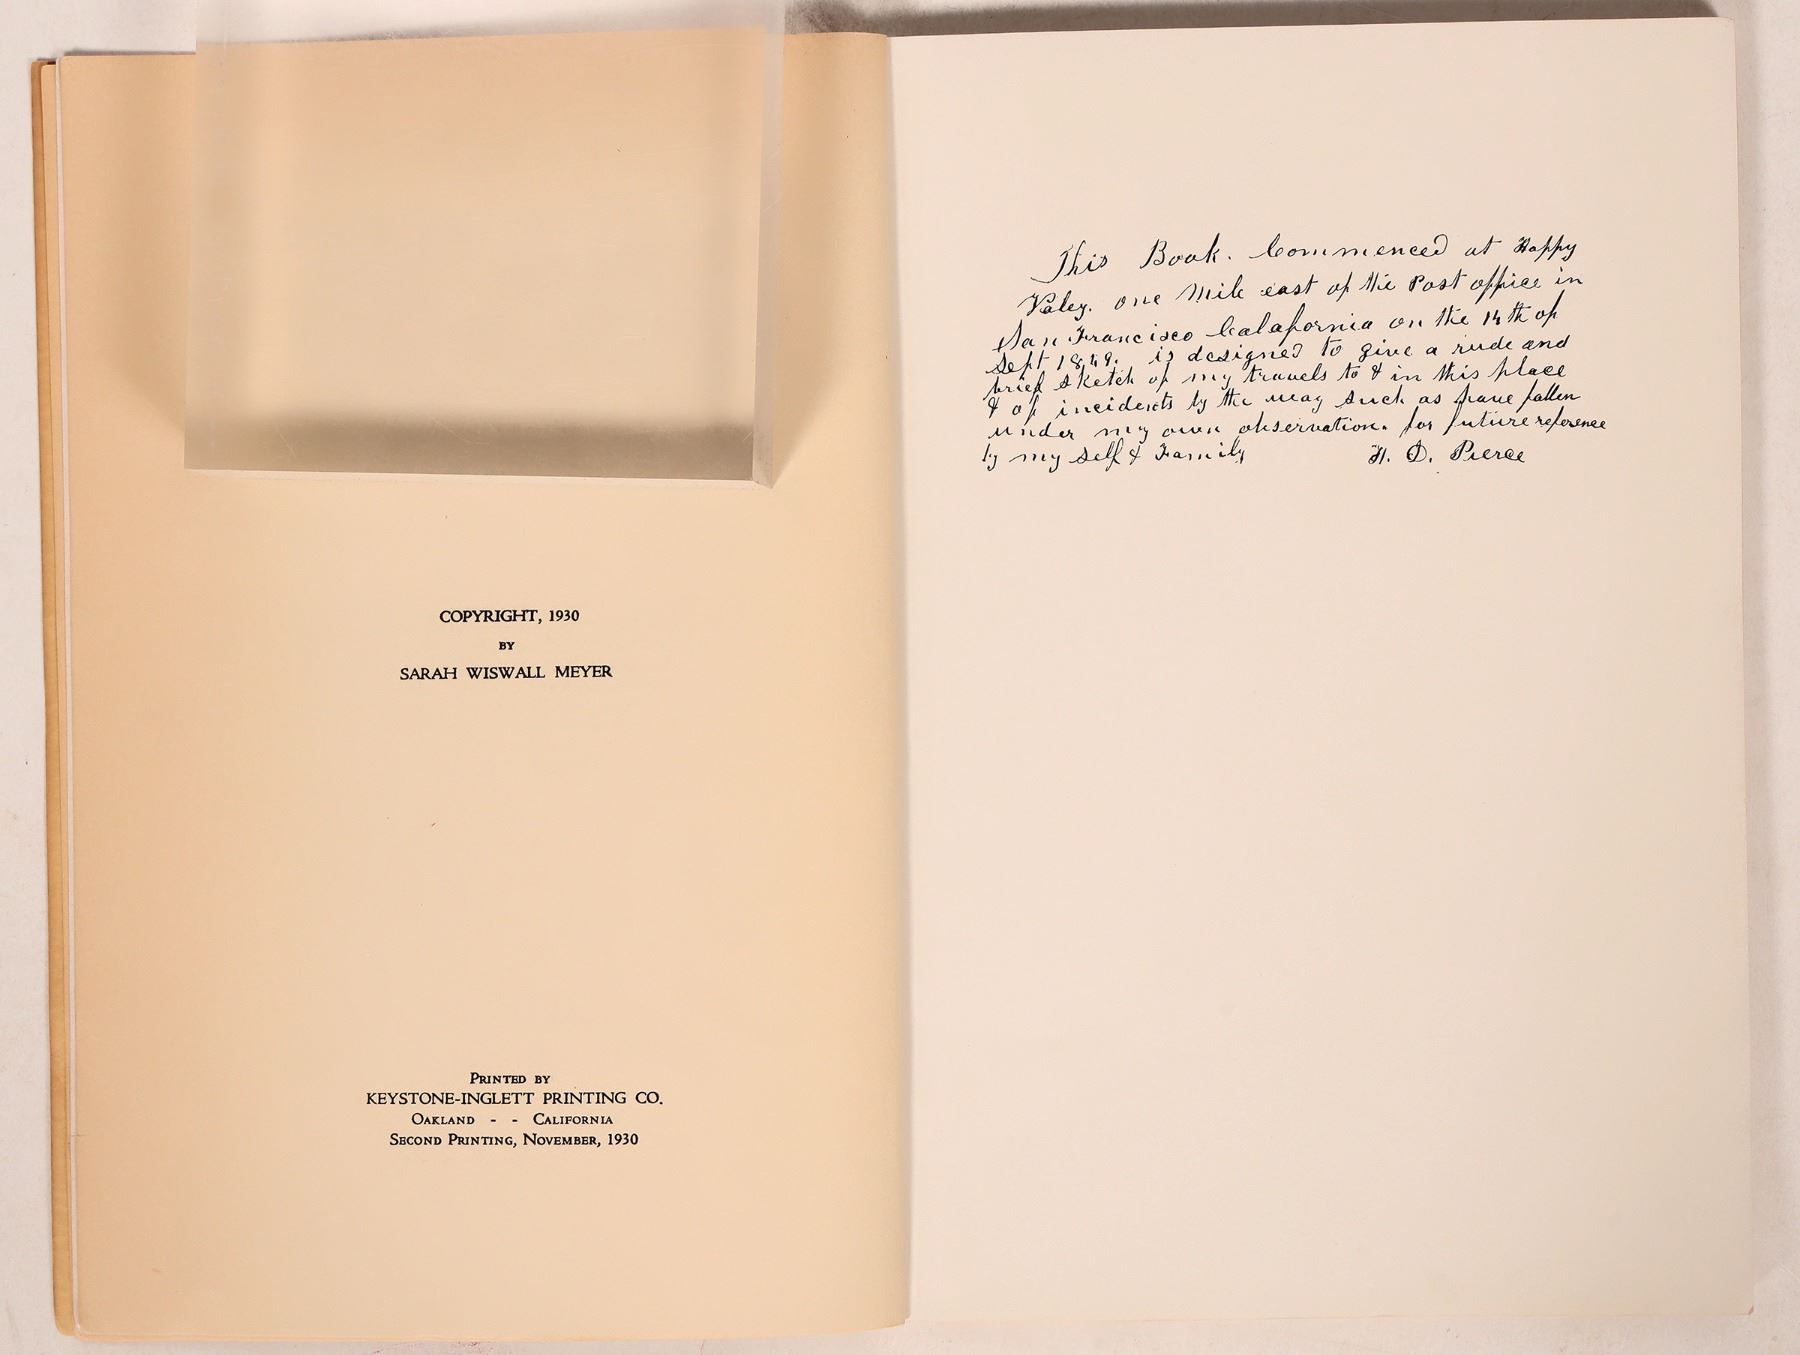 COPYRIGHT, 1930
BY
SARAH WISWALL MEYER
PRINTED BY
KEYSTONE-INGLETT PRINTING CO.
OAKLAND - - CALIFORNIA
SECOND PRINTING, NOVEMBER, 1930
This Book. Commenced at Happy
Valey. one Mile east of the Post office in
San Francisco Calafornia on the 14th of
Sept 1849. is designed to give a rude and
brief sketch of my travels to & in this place
& of incidents by the way such as have fallen
under my own observation. for future reference
by my self & Family H. D. Pierce